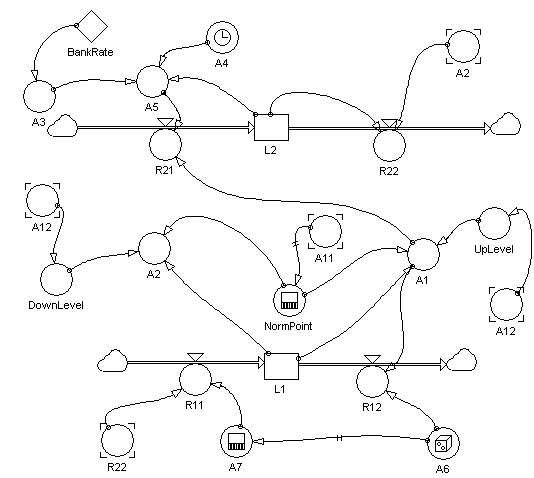 BankRate
A4
A2
A3
A5
L2
R21
R22
A12
A11
UpLevel
A2
A1
DownLevel
A12
NormPoint
L1
R11
R12
R22
A7
A6